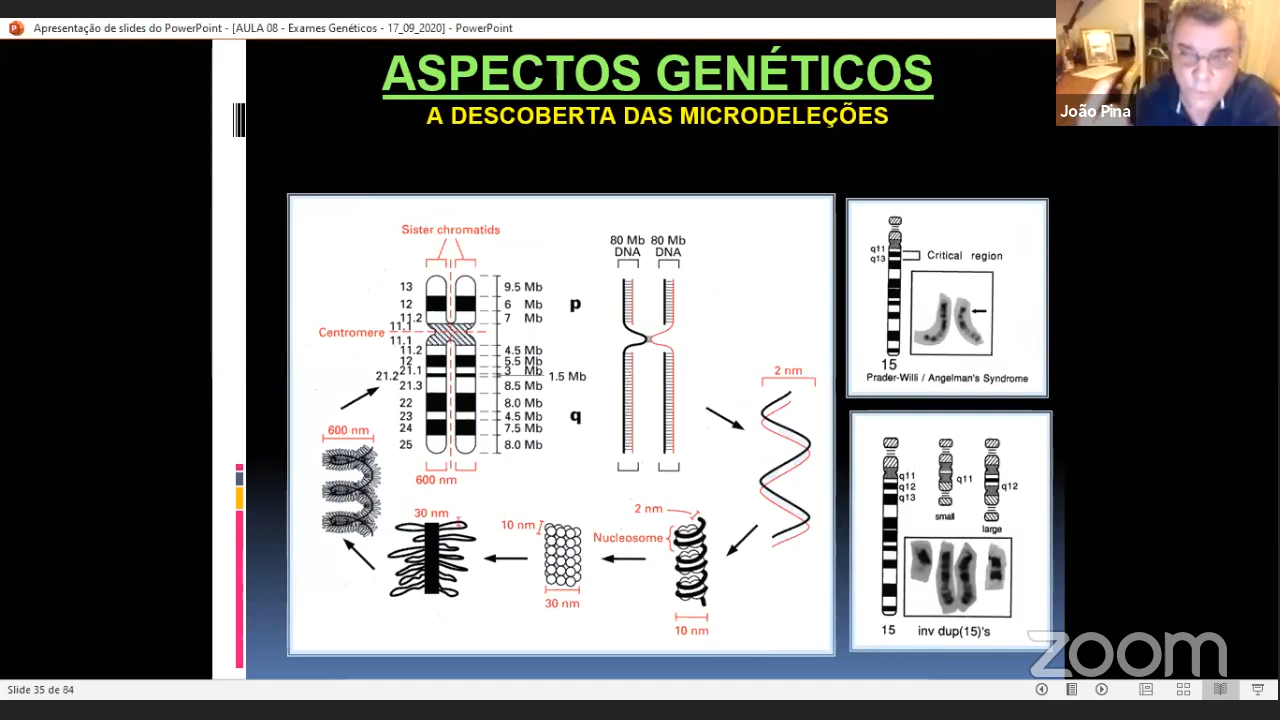 Apresentação de slides do PowerPoint - [AULA 08 - Exames Genéticos - 17_09_2020] - PowerPoint
João Pina
ASPECTOS GENÉTICOS
A DESCOBERTA DAS MICRODELEÇÕES
Sister chromatids
13
12
11.2
11.1
Centromere
11.1
11.2
12
21.1
21.2
21.3
22
23
24
25
9.5 Mb
6 Mb
7 Mb
4.5 Mb
5.5 Mb
3 Mb
1.5 Mb
8.5 Mb
8.0 Mb
4.5 Mb
7.5 Mb
8.0 Mb
p
q
600 nm
80 Mb 80 Mb
DNA DNA
2 nm
600 nm
30 nm
10 nm
30 nm
2 nm
Nucleosome
10 nm
q11
q13
Critical region
15
Prader-Willi / Angelman's Syndrome
q11
q12
q13
q11
small
q12
large
15
inv dup(15)'s
zoom
Slide 35 de 84